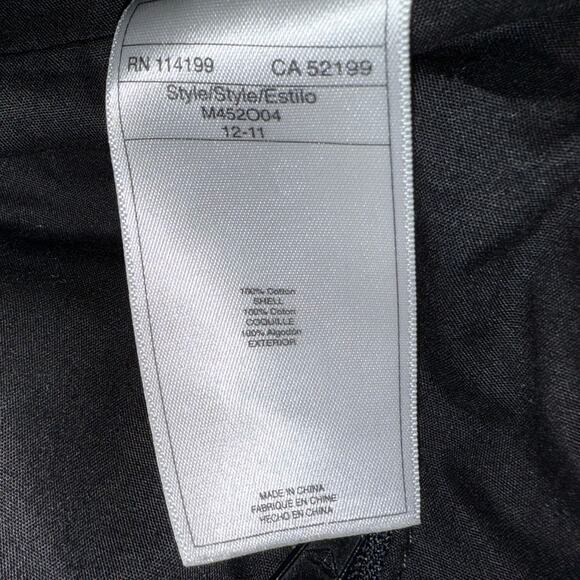 RN 114199 CA 52199
Style/Style/Estilo
M452O04
12-11
100% Cotton
SHELL
100% Coton
COQUILLE
100% Algodón
EXTERIOR
MADE IN CHINA
FABRIQUÉ EN CHINE
HECHO EN CHINA